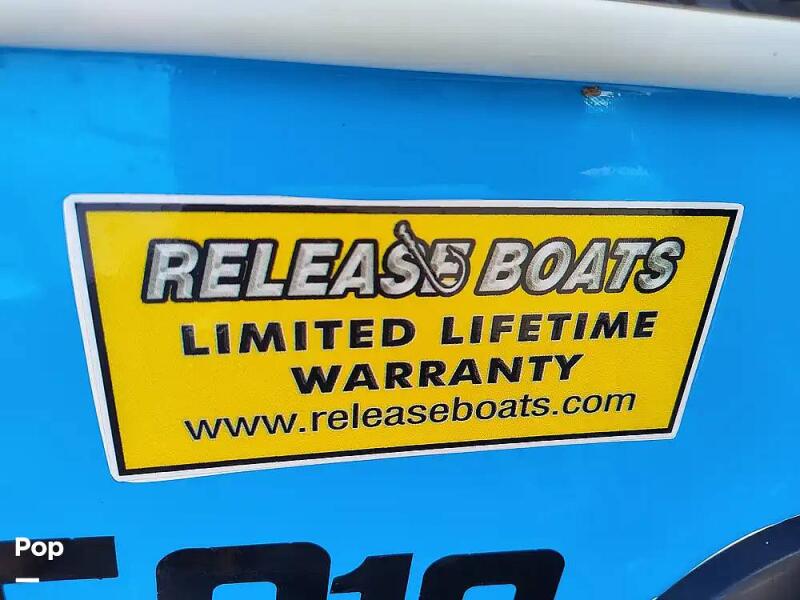 RELEASE BOATS
LIMITED LIFETIME
WARRANTY
www.releaseboats.com
Pop